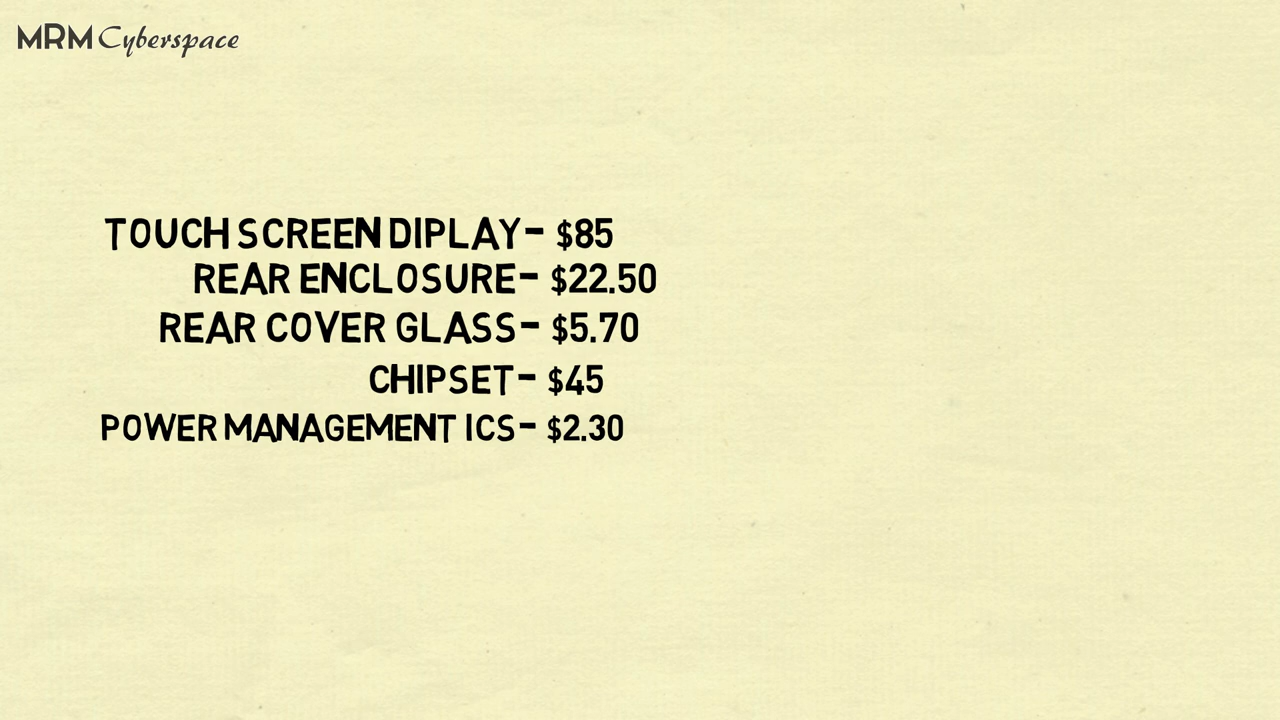 MRM Cyberspace
TOUCH SCREEN DIPLAY- $85
REAR ENCLOSURE- $22.50
REAR COVER GLASS- $5.70
CHIPSET- $45
POWER MANAGEMENT ICS- $2.30